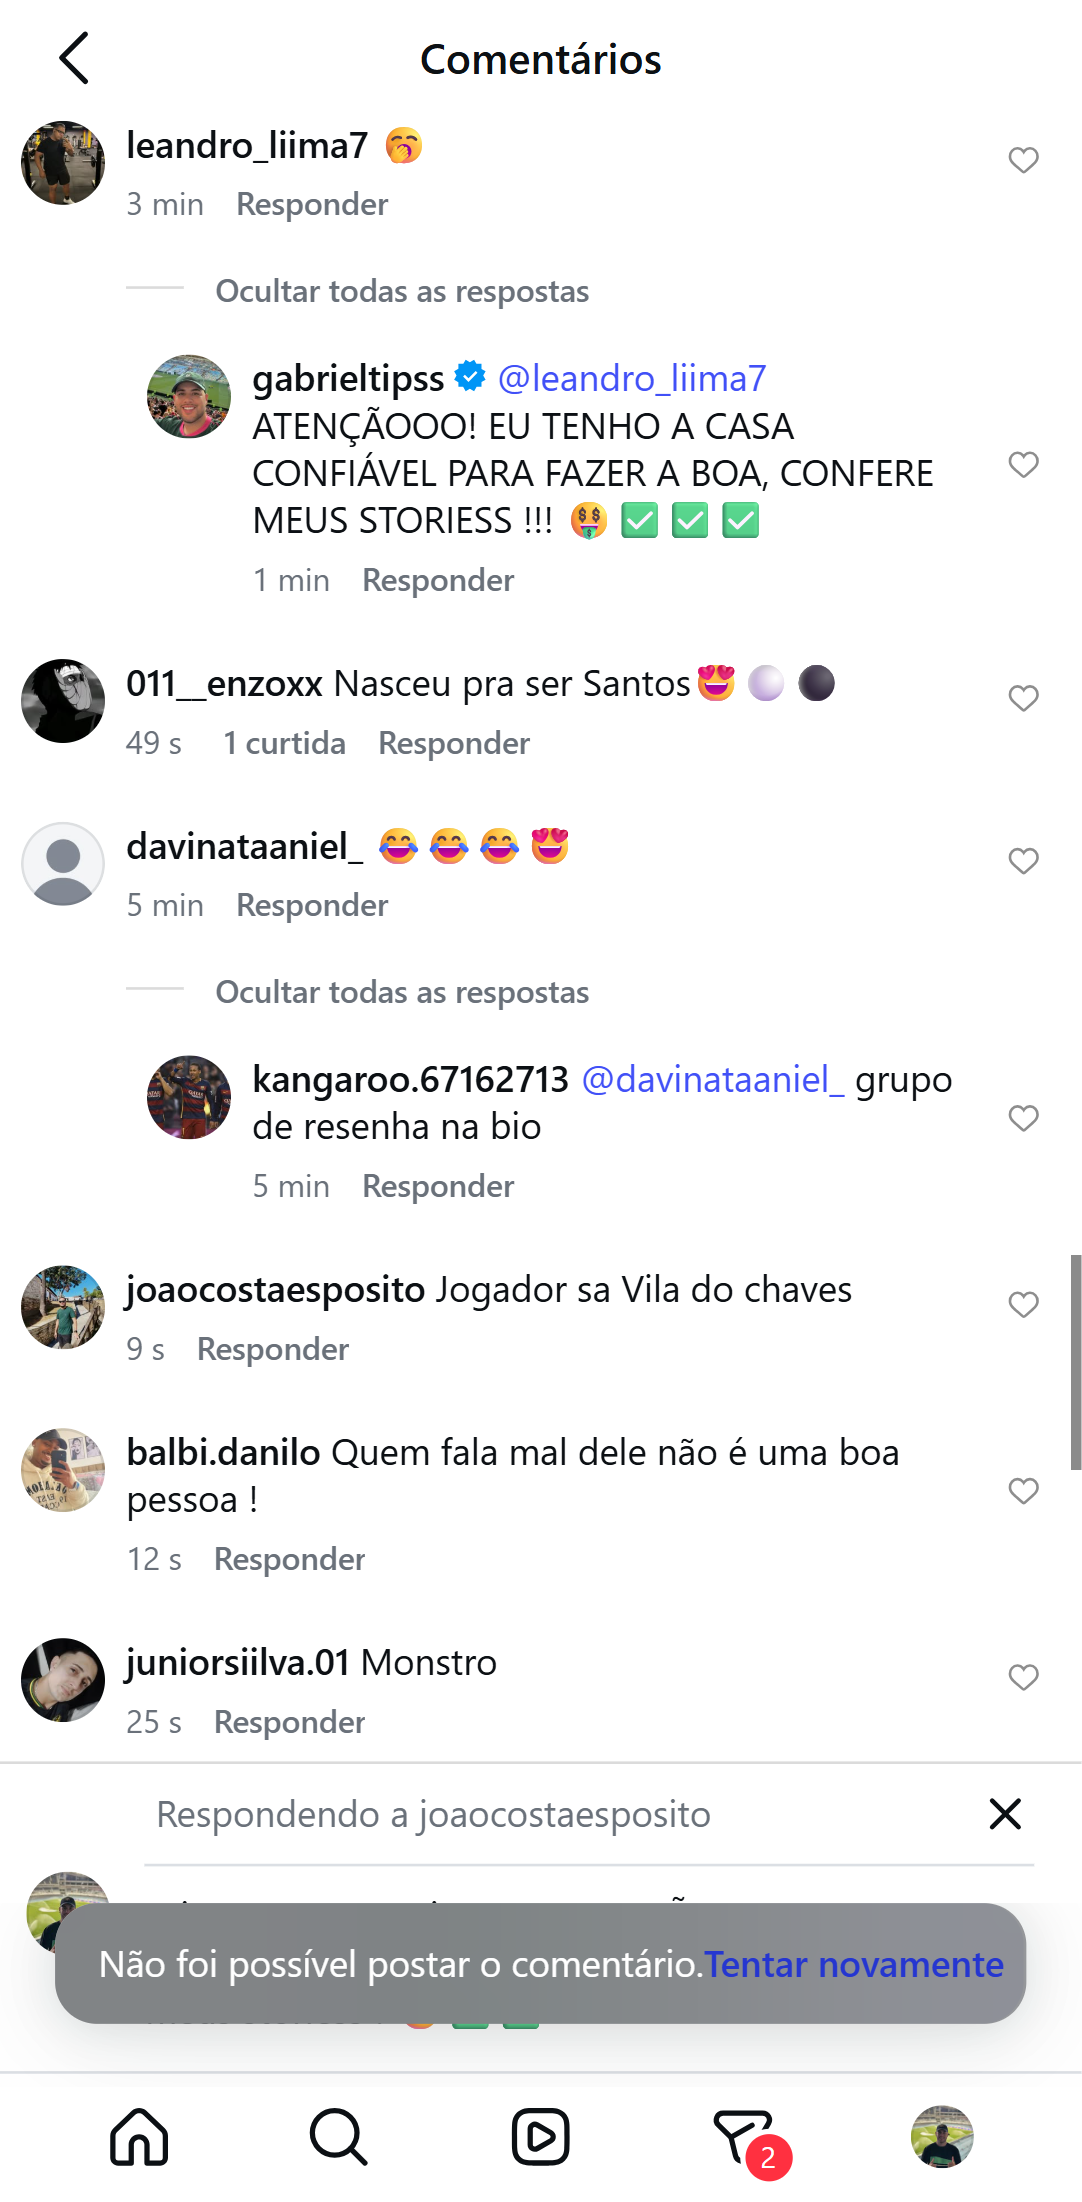 Comentários
leandro_liima7 🥱
3 min Responder
Ocultar todas as respostas
gabrieltipss @leandro_liima7
ATENÇÃOOO! EU TENHO A CASA
CONFIÁVEL PARA FAZER A BOA, CONFERE
MEUS STORIESS !!! 🤑 ✅ ✅ ✅
1 min Responder
011__enzoxx Nasceu pra ser Santos😍 ⚪ ⚫
49 s 1 curtida Responder
davinataaniel_ 😂 😂 😂 😍
5 min Responder
Ocultar todas as respostas
kangaroo.67162713 @davinataaniel_ grupo
de resenha na bio
5 min Responder
joaocostaesposito Jogador sa Vila do chaves
9 s Responder
balbi.danilo Quem fala mal dele não é uma boa
pessoa !
12 s Responder
juniorsiilva.01 Monstro
25 s Responder
Respondendo a joaocostaesposito
Não foi possível postar o comentário.Tentar novamente
2